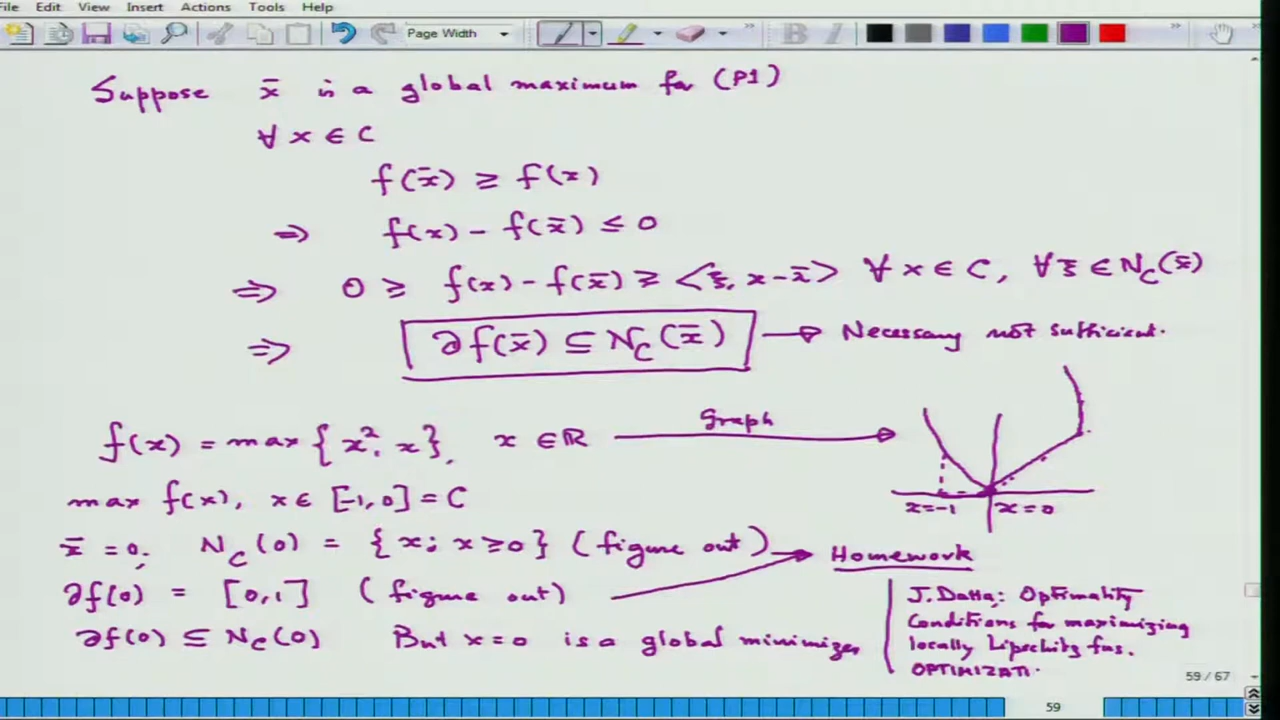 File Edit View Insert Actions Tools Help
Page Width
Suppose x̄ is a global maximum for (P1)
∀ x ∈ C
f(x̄) ≥ f(x)
⇒ f(x) - f(x̄) ≤ 0
⇒ 0 ≥ f(x) - f(x̄) ≥ <ξ, x-x̄> ∀ x ∈ C, ∀ξ ∈ N_C(x̄)
⇒ ∂f(x̄) ⊆ N_C(x̄) → Necessary not sufficient.
f(x) = max {x², x}, x ∈ ℝ
Graph
max f(x), x ∈ [-1, 0] = C
x=-1 x=0
x̄ = 0, N_C(0) = {x: x ≥ 0} (figure out)
Homework
∂f(0) = [0,1] (figure out)
∂f(0) ⊆ N_C(0) But x=0 is a global minimizer
J. Dutta: Optimality
Conditions for maximizing
locally Lipschitz fns.
OPTIMIZATI.
59 / 67
59